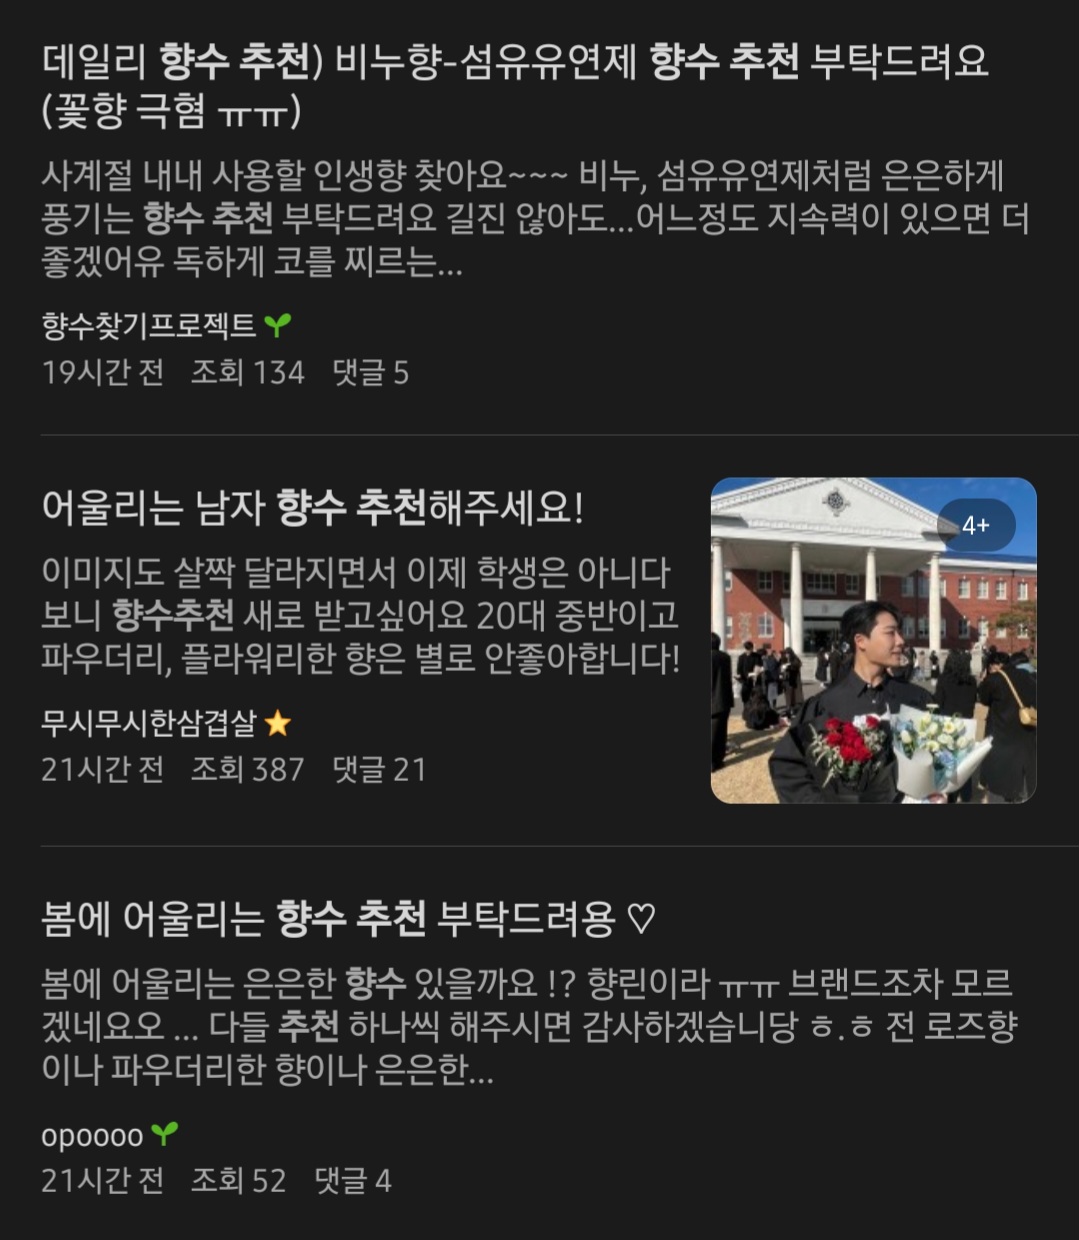 데일리 향수 추천) 비누향-섬유유연제 향수 추천 부탁드려요
(꽃향 극혐 ㅠㅠ)
사계절 내내 사용할 인생향 찾아요~~~ 비누, 섬유유연제처럼 은은하게
풍기는 향수 추천 부탁드려요 길진 않아도...어느정도 지속력이 있으면 더
좋겠어유 독하게 코를 찌르는...
향수찾기프로젝트
19시간 전 조회 134 댓글 5
어울리는 남자 향수 추천해주세요!
4+
이미지도 살짝 달라지면서 이제 학생은 아니다
보니 향수추천 새로 받고싶어요 20대 중반이고
파우더리, 플라워리한 향은 별로 안좋아합니다!
무시무시한삼겹살
21시간 전 조회 387 댓글 21
봄에 어울리는 향수 추천 부탁드려용 ♡
봄에 어울리는 은은한 향수 있을까요 !? 향린이라 ㅠㅠ 브랜드조차 모르
겠네요오 ... 다들 추천 하나씩 해주시면 감사하겠습니당 ㅎ.ㅎ 전 로즈향
이나 파우더리한 향이나 은은한...
opoooo
21시간 전 조회 52 댓글 4